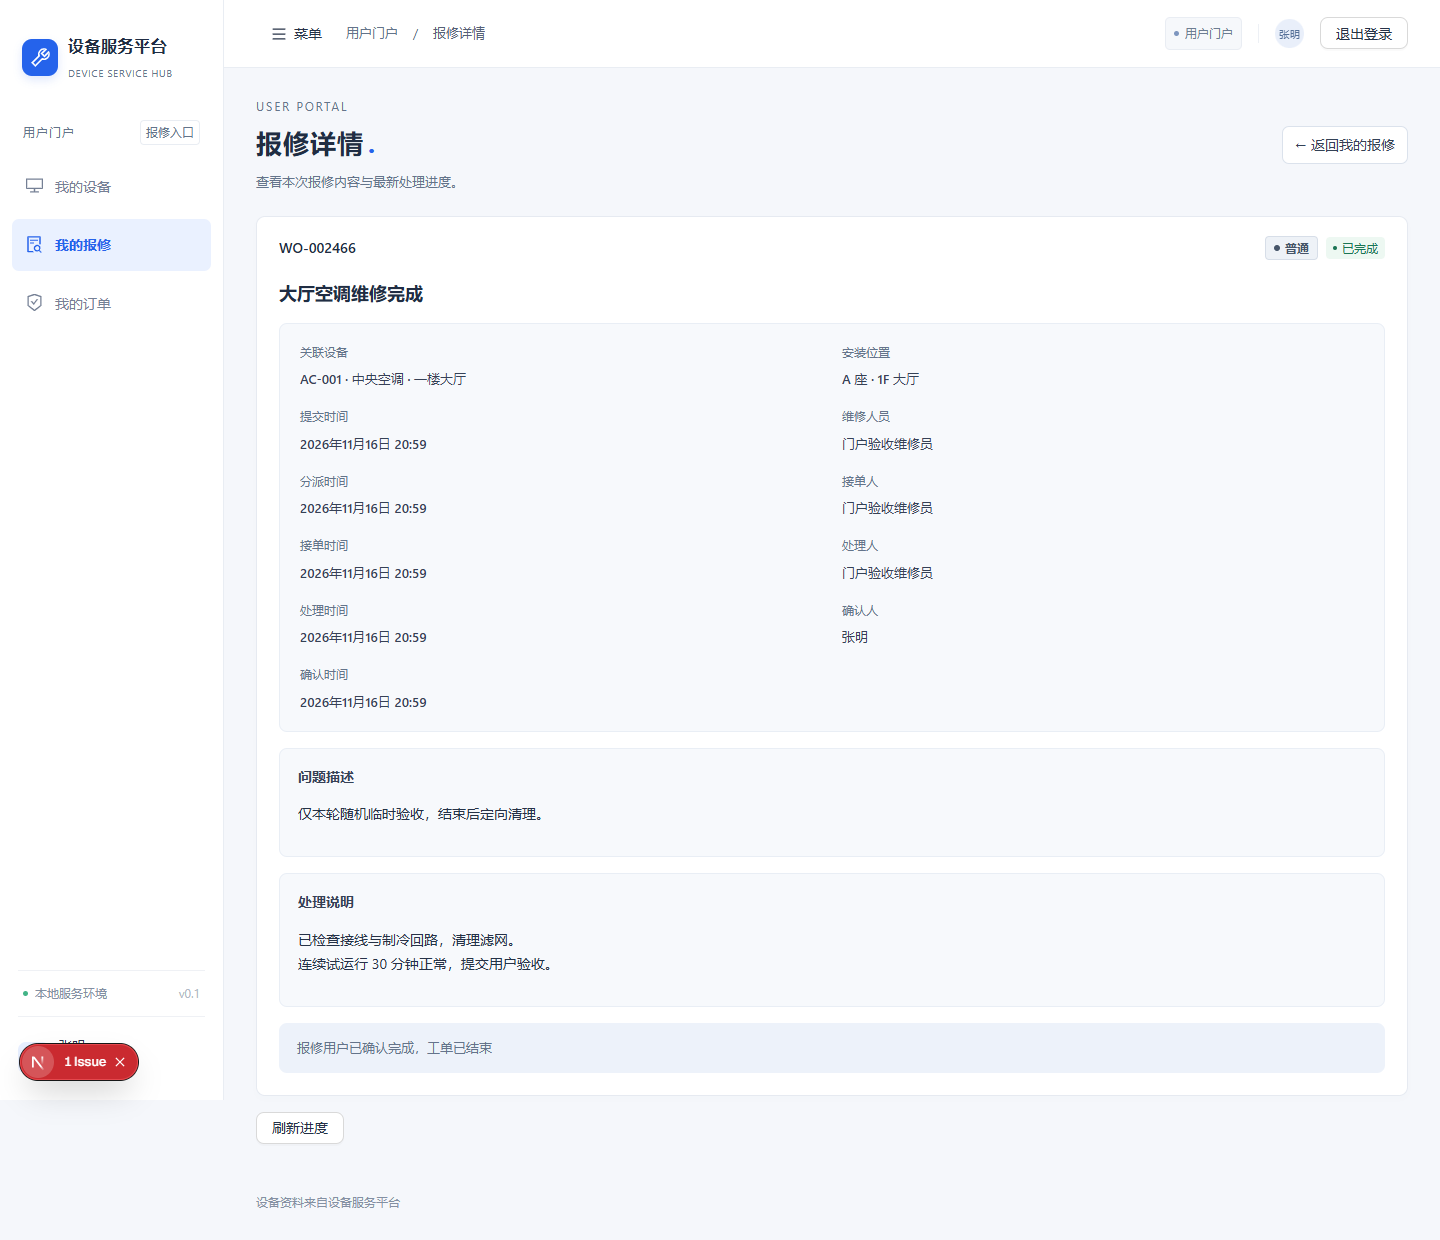 设备服务平台
DEVICE SERVICE HUB
用户门户
报修入口
我的设备
我的报修
我的订单
本地服务环境
v0.1
1 Issue
菜单
用户门户 / 报修详情
用户门户
张明
退出登录
USER PORTAL
报修详情.
← 返回我的报修
查看本次报修内容与最新处理进度。
WO-002466
普通
已完成
大厅空调维修完成
关联设备
AC-001 · 中央空调 · 一楼大厅
安装位置
A 座 · 1F 大厅
提交时间
2026年11月16日 20:59
维修人员
门户验收维修员
分派时间
2026年11月16日 20:59
接单人
门户验收维修员
接单时间
2026年11月16日 20:59
处理人
门户验收维修员
处理时间
2026年11月16日 20:59
确认人
张明
确认时间
2026年11月16日 20:59
问题描述
仅本轮随机临时验收，结束后定向清理。
处理说明
已检查接线与制冷回路，清理滤网。
连续试运行 30 分钟正常，提交用户验收。
报修用户已确认完成，工单已结束
刷新进度
设备资料来自设备服务平台